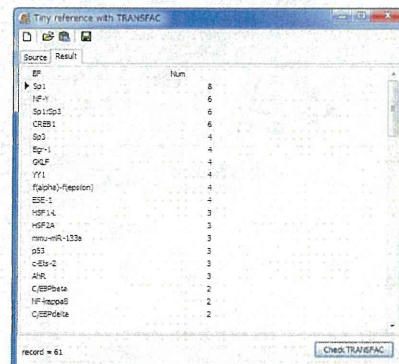 Tiny reference with TRANSFAC
Source Result
BF Num
Sp1 8
NF-Y 6
Sp1:Sp3 6
CREB1 6
Sp3 4
Egr-1 4
GKLF 4
YY1 4
f(alpha)-f(epsilon) 4
ESE-1 4
HSF1-L 3
HSF2A 3
mmu-miR-133a 3
p53 3
c-Ets-2 3
AhR 3
C/EBPbeta 2
NF-kappaB 2
C/EBPdelta 2
record = 61 Check TRANSFAC